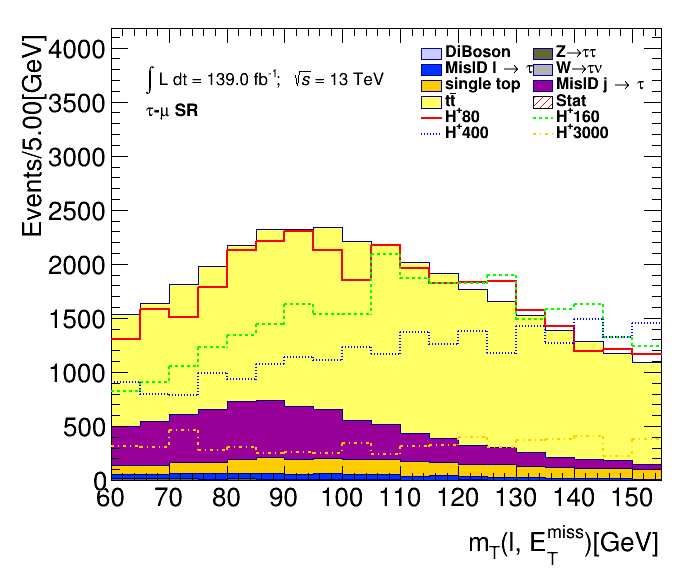 Events/5.00[GeV]
4000
3500
3000
2500
2000
1500
1000
500
0
∫ L dt = 139.0 fb⁻¹; √s = 13 TeV
τ-μ SR
DiBoson Z→ττ
MisID l → τ W→τν
single top MisID j → τ
tt̄ Stat
H⁺80 H⁺160
H⁺400 H⁺3000
60 70 80 90 100 110 120 130 140 150
m_T(l, E_T^miss)[GeV]